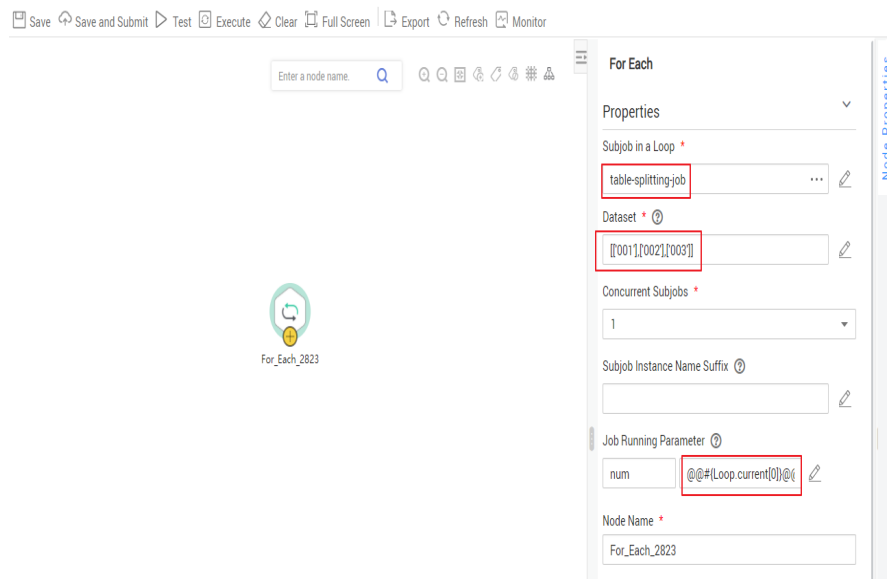 Save Save and Submit Test Execute Clear Full Screen Export Refresh Monitor
Enter a node name.
For_Each_2823
For Each
Properties
Subjob in a Loop *
table-splitting-job ...
Dataset *
[['001'],['002'],['003']]
Concurrent Subjobs *
1
Subjob Instance Name Suffix
Job Running Parameter
num @@#{Loop.current[0]}@@
Node Name *
For_Each_2823
Node Properties